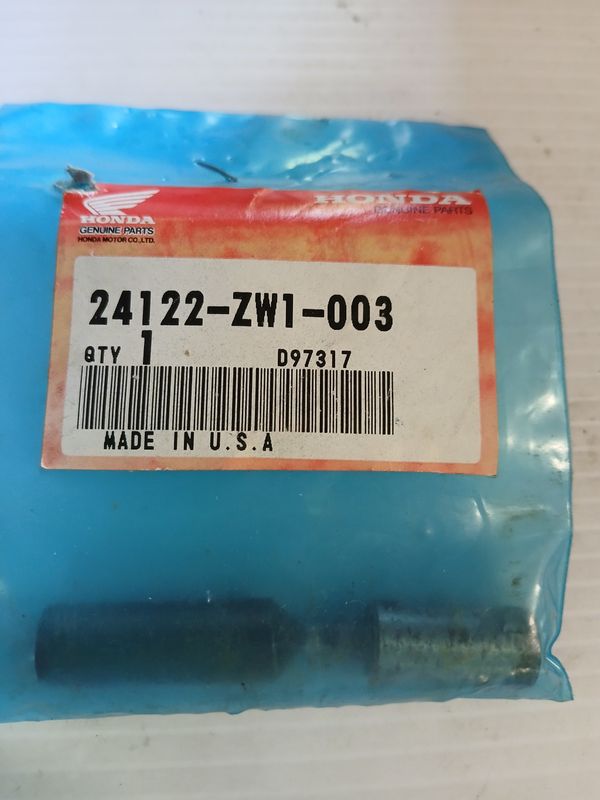 HONDA
GENUINE PARTS
HONDA
GENUINE PARTS
HONDA MOTOR CO.,LTD.
24122-ZW1-003
QTY 1 D97317
MADE IN U.S.A